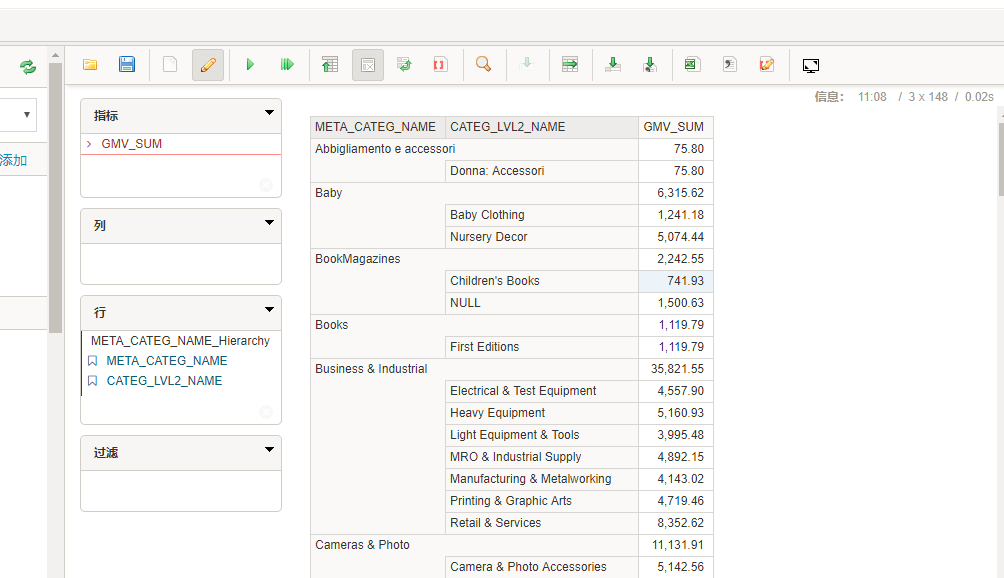 信息： 11:08 / 3 x 148 / 0.02s
添加
指标
GMV_SUM
列
行
META_CATEG_NAME_Hierarchy
META_CATEG_NAME
CATEG_LVL2_NAME
过滤
META_CATEG_NAME CATEG_LVL2_NAME GMV_SUM
Abbigliamento e accessori 75.80
Donna: Accessori 75.80
Baby 6,315.62
Baby Clothing 1,241.18
Nursery Decor 5,074.44
BookMagazines 2,242.55
Children's Books 741.93
NULL 1,500.63
Books 1,119.79
First Editions 1,119.79
Business & Industrial 35,821.55
Electrical & Test Equipment 4,557.90
Heavy Equipment 5,160.93
Light Equipment & Tools 3,995.48
MRO & Industrial Supply 4,892.15
Manufacturing & Metalworking 4,143.02
Printing & Graphic Arts 4,719.46
Retail & Services 8,352.62
Cameras & Photo 11,131.91
Camera & Photo Accessories 5,142.56